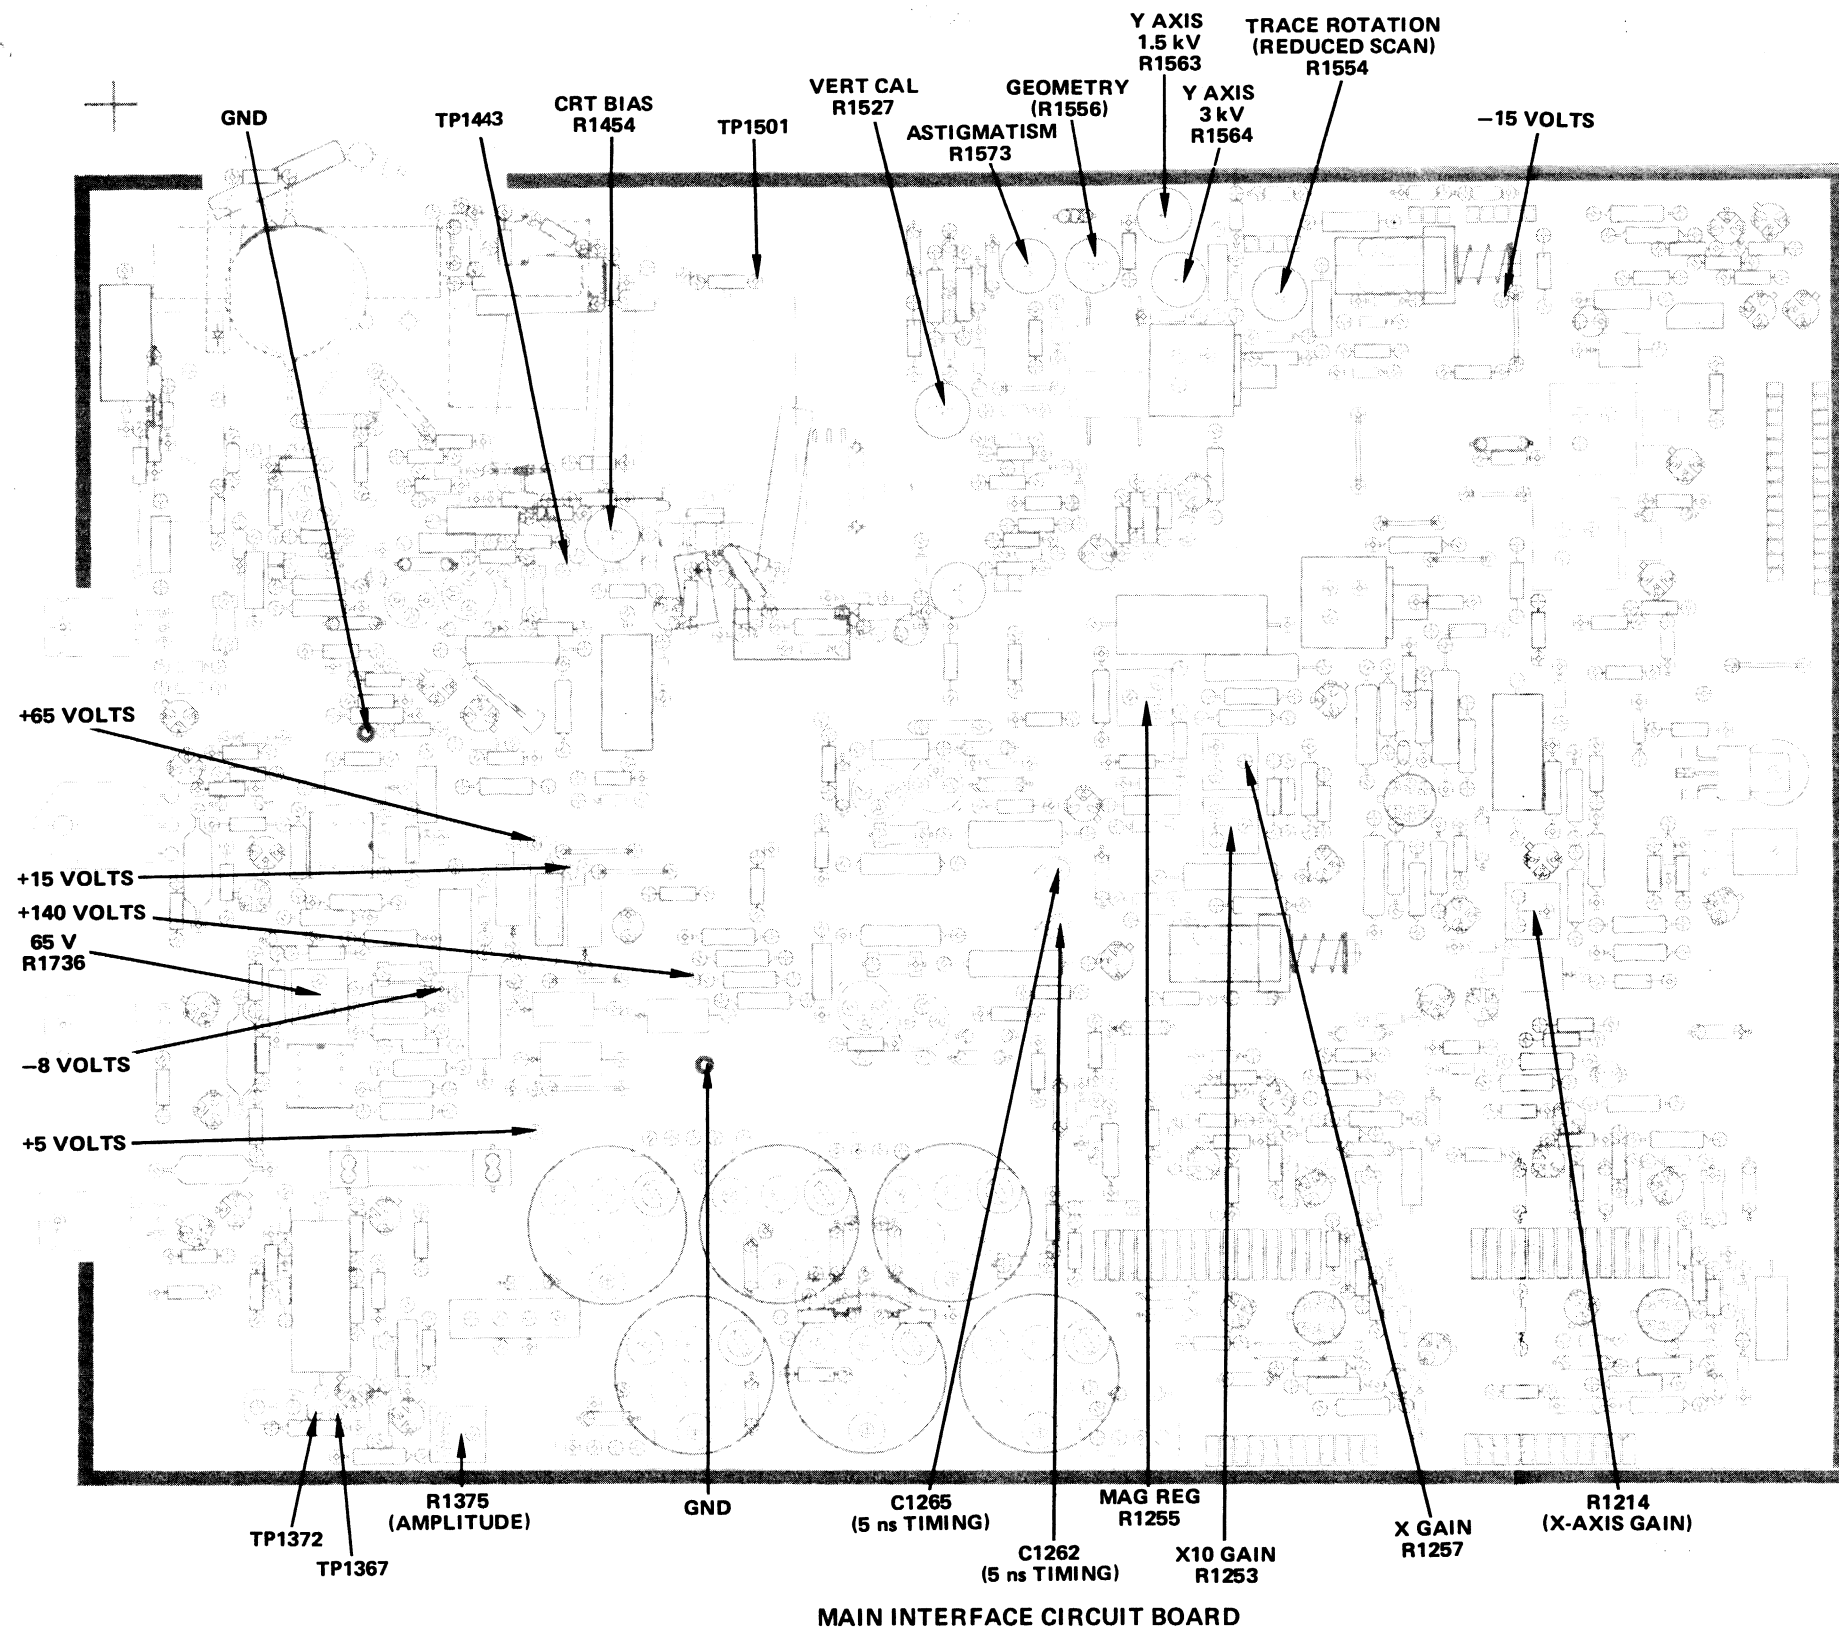 Y AXIS
1.5 kV
R1563
TRACE ROTATION
(REDUCED SCAN)
R1554
VERT CAL
R1527
GEOMETRY
(R1556)
Y AXIS
3 kV
R1564
CRT BIAS
R1454
GND
TP1443
TP1501
ASTIGMATISM
R1573
−15 VOLTS
+65 VOLTS
+15 VOLTS
+140 VOLTS
65 V
R1736
−8 VOLTS
+5 VOLTS
R1375
(AMPLITUDE)
TP1372
TP1367
GND
C1265
(5 ns TIMING)
C1262
(5 ns TIMING)
MAG REG
R1255
X10 GAIN
R1253
X GAIN
R1257
R1214
(X-AXIS GAIN)
MAIN INTERFACE CIRCUIT BOARD